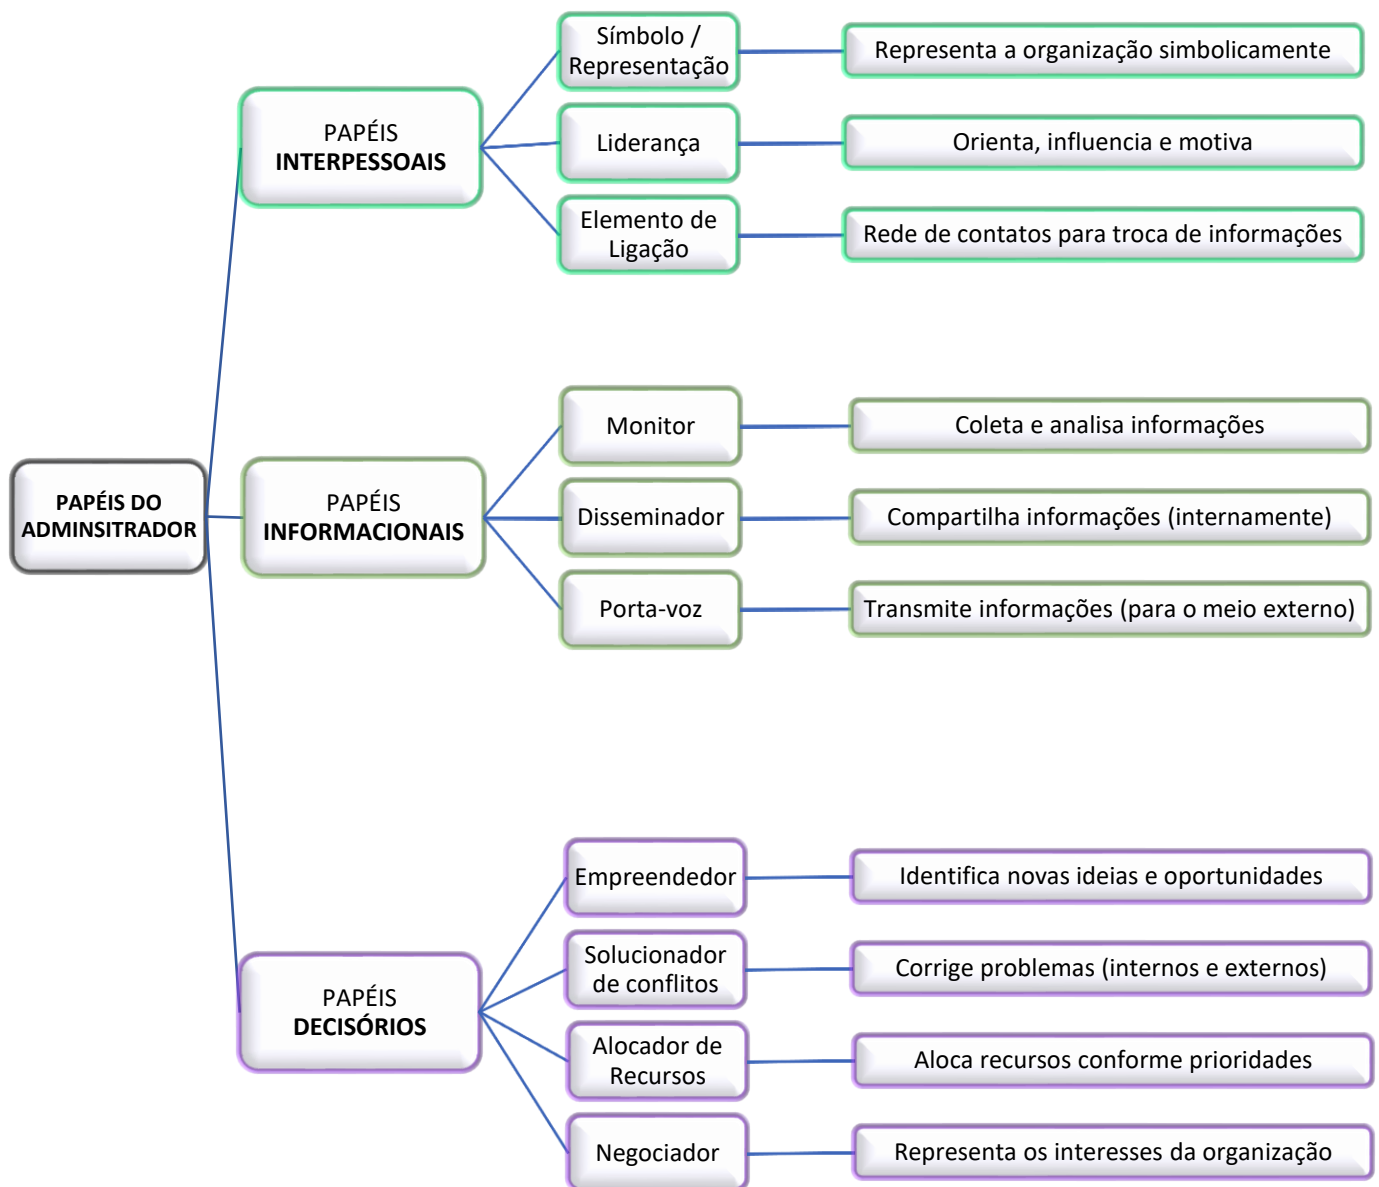 PAPÉIS DO
ADMINSITRADOR
PAPÉIS
INTERPESSOAIS
Símbolo /
Representação
Representa a organização simbolicamente
Liderança
Orienta, influencia e motiva
Elemento de
Ligação
Rede de contatos para troca de informações
PAPÉIS
INFORMACIONAIS
Monitor
Coleta e analisa informações
Disseminador
Compartilha informações (internamente)
Porta-voz
Transmite informações (para o meio externo)
PAPÉIS
DECISÓRIOS
Empreendedor
Identifica novas ideias e oportunidades
Solucionador
de conflitos
Corrige problemas (internos e externos)
Alocador de
Recursos
Aloca recursos conforme prioridades
Negociador
Representa os interesses da organização